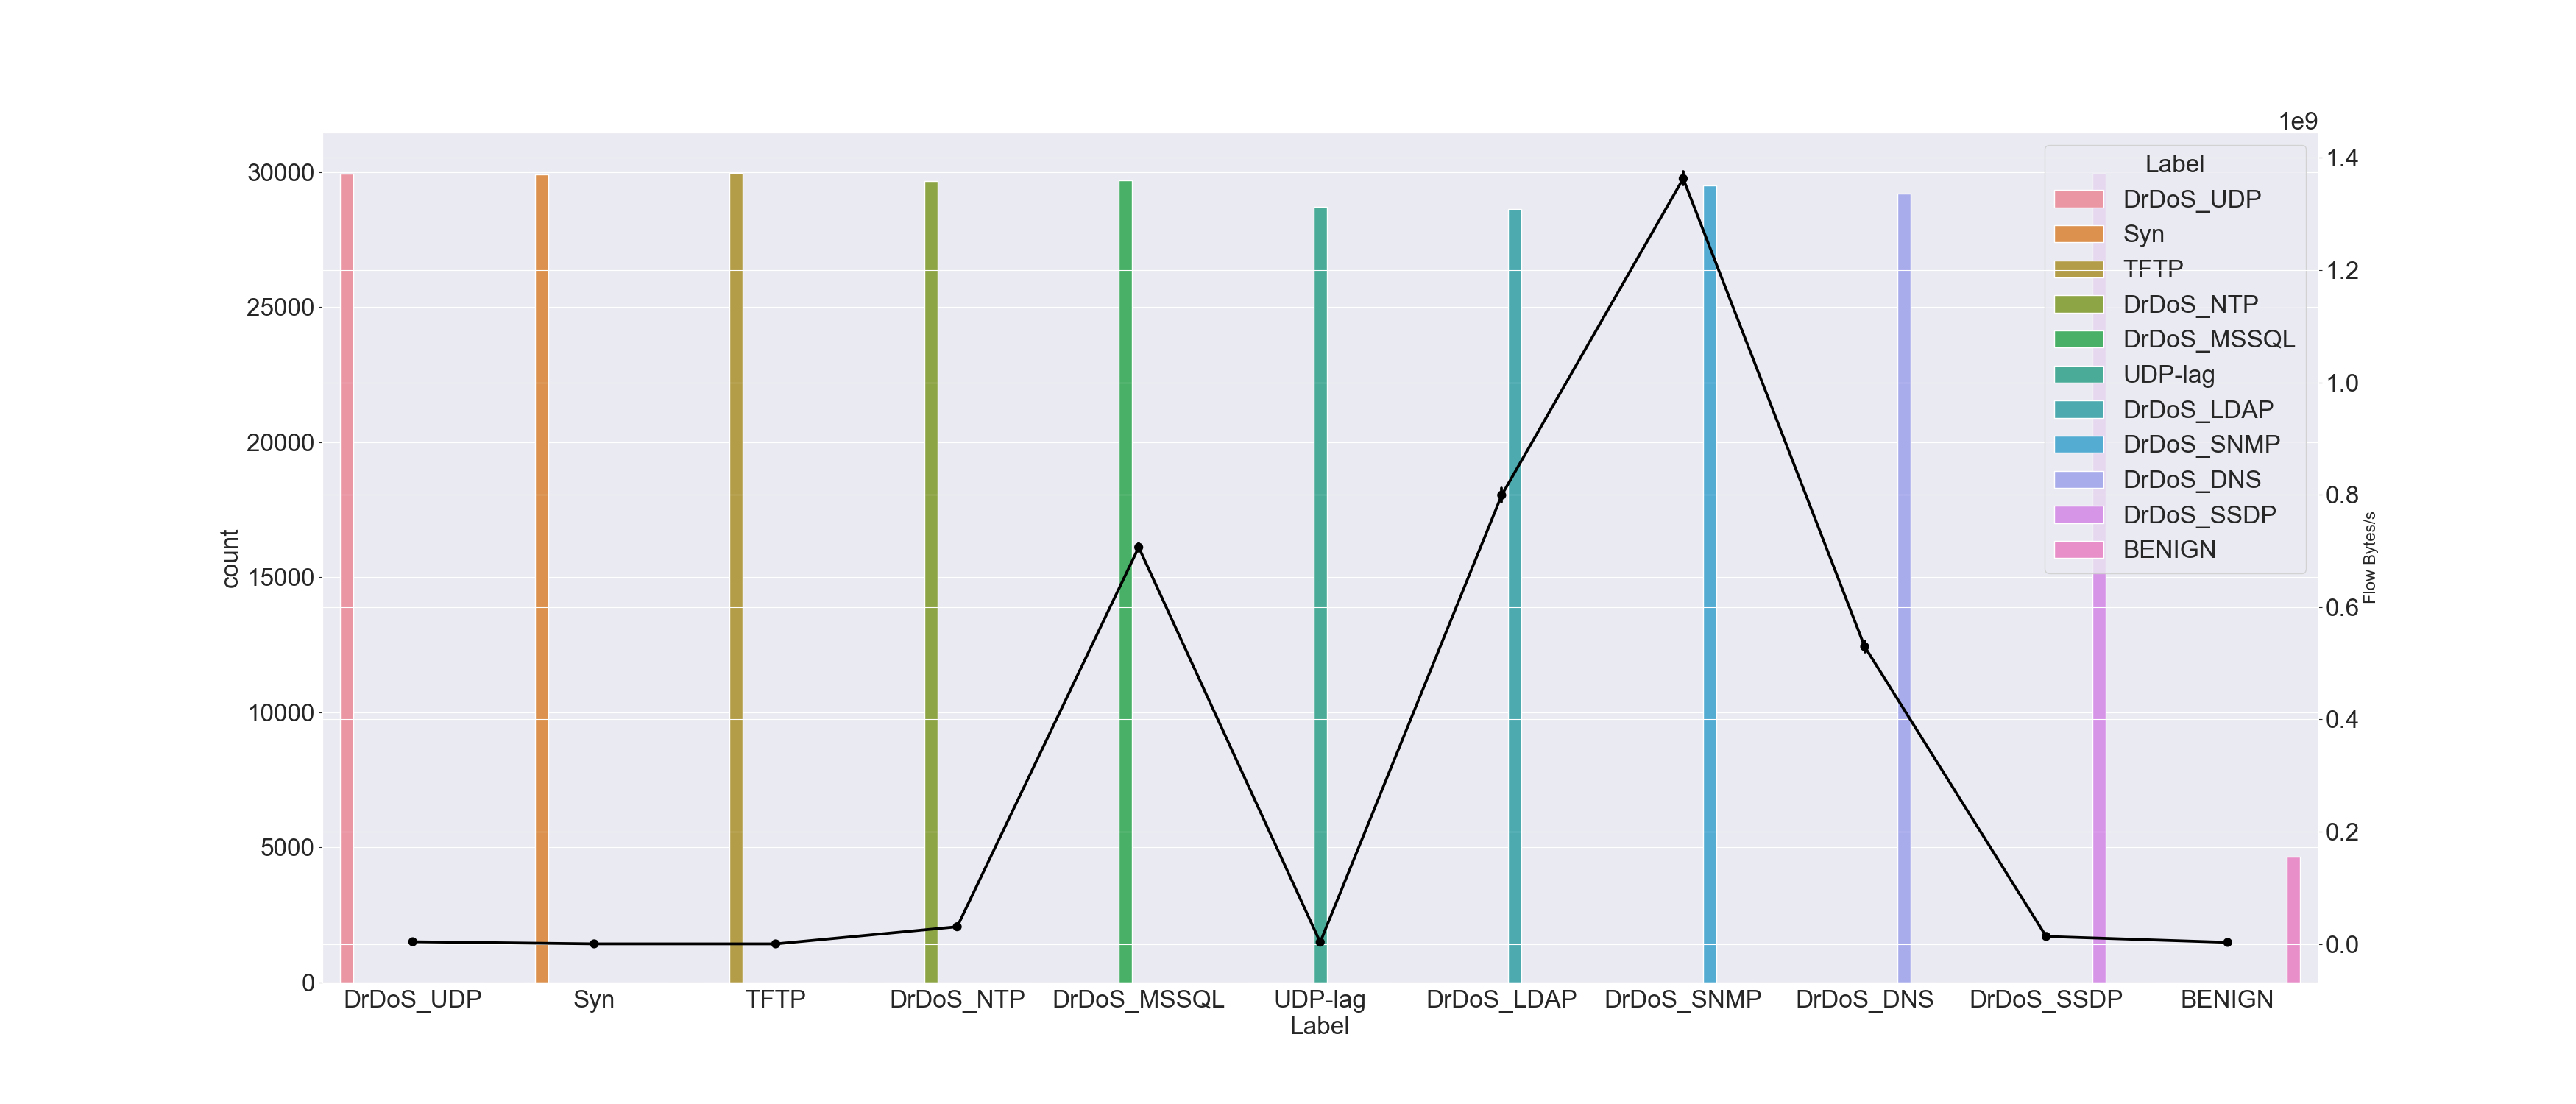 1e9
30000
25000
20000
15000
10000
5000
0
count
1.4
1.2
1.0
0.8
0.6
0.4
0.2
0.0
Flow Bytes/s
Label
DrDoS_UDP
Syn
TFTP
DrDoS_NTP
DrDoS_MSSQL
UDP-lag
DrDoS_LDAP
DrDoS_SNMP
DrDoS_DNS
DrDoS_SSDP
BENIGN
DrDoS_UDP Syn TFTP DrDoS_NTP DrDoS_MSSQL UDP-lag DrDoS_LDAP DrDoS_SNMP DrDoS_DNS DrDoS_SSDP BENIGN
Label